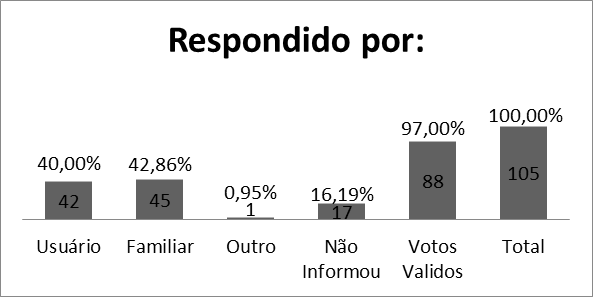 Respondido por:
40,00% 42,86% 0,95% 16,19% 97,00% 100,00%
42 45 1 17 88 105
Usuário Familiar Outro Não Informou Votos Validos Total